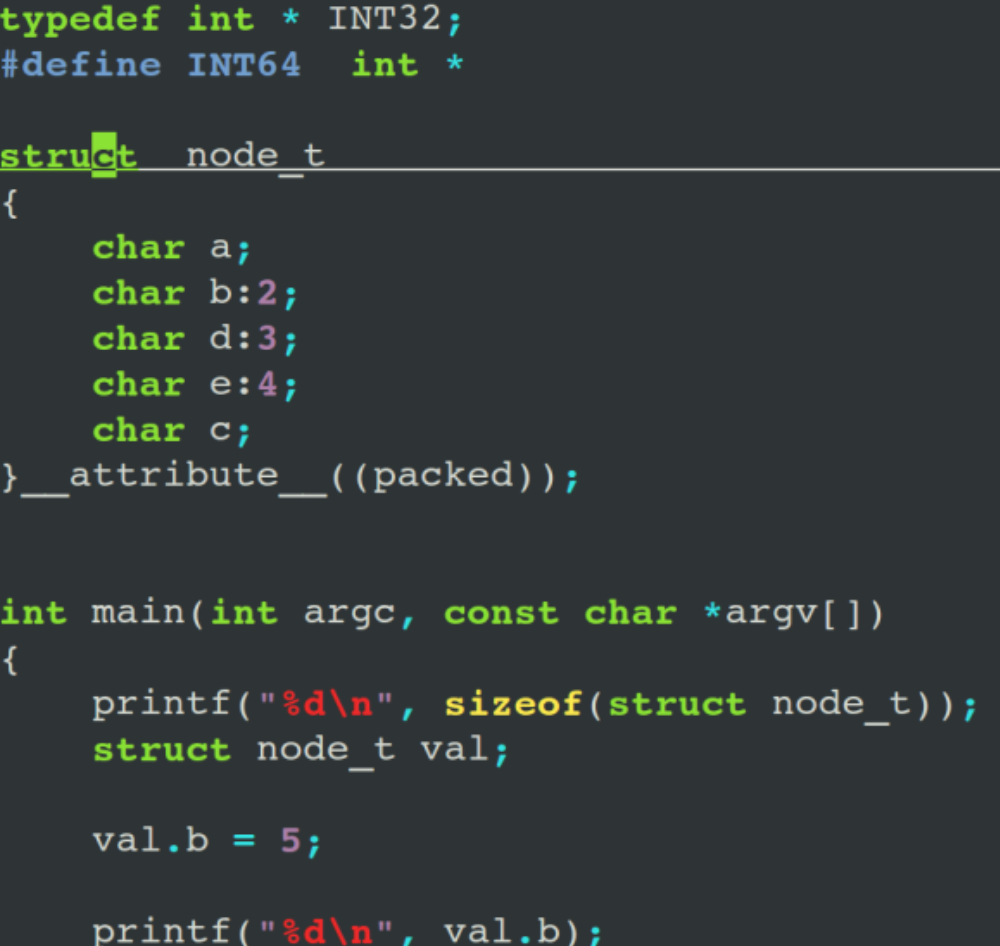 typedef int * INT32;
#define INT64  int *
struct  node_t
{
    char a;
    char b:2;
    char d:3;
    char e:4;
    char c;
}__attribute__((packed));
int main(int argc, const char *argv[])
{
    printf("%d\n", sizeof(struct node_t));
    struct node_t val;
    val.b = 5;
    printf("%d\n", val.b);